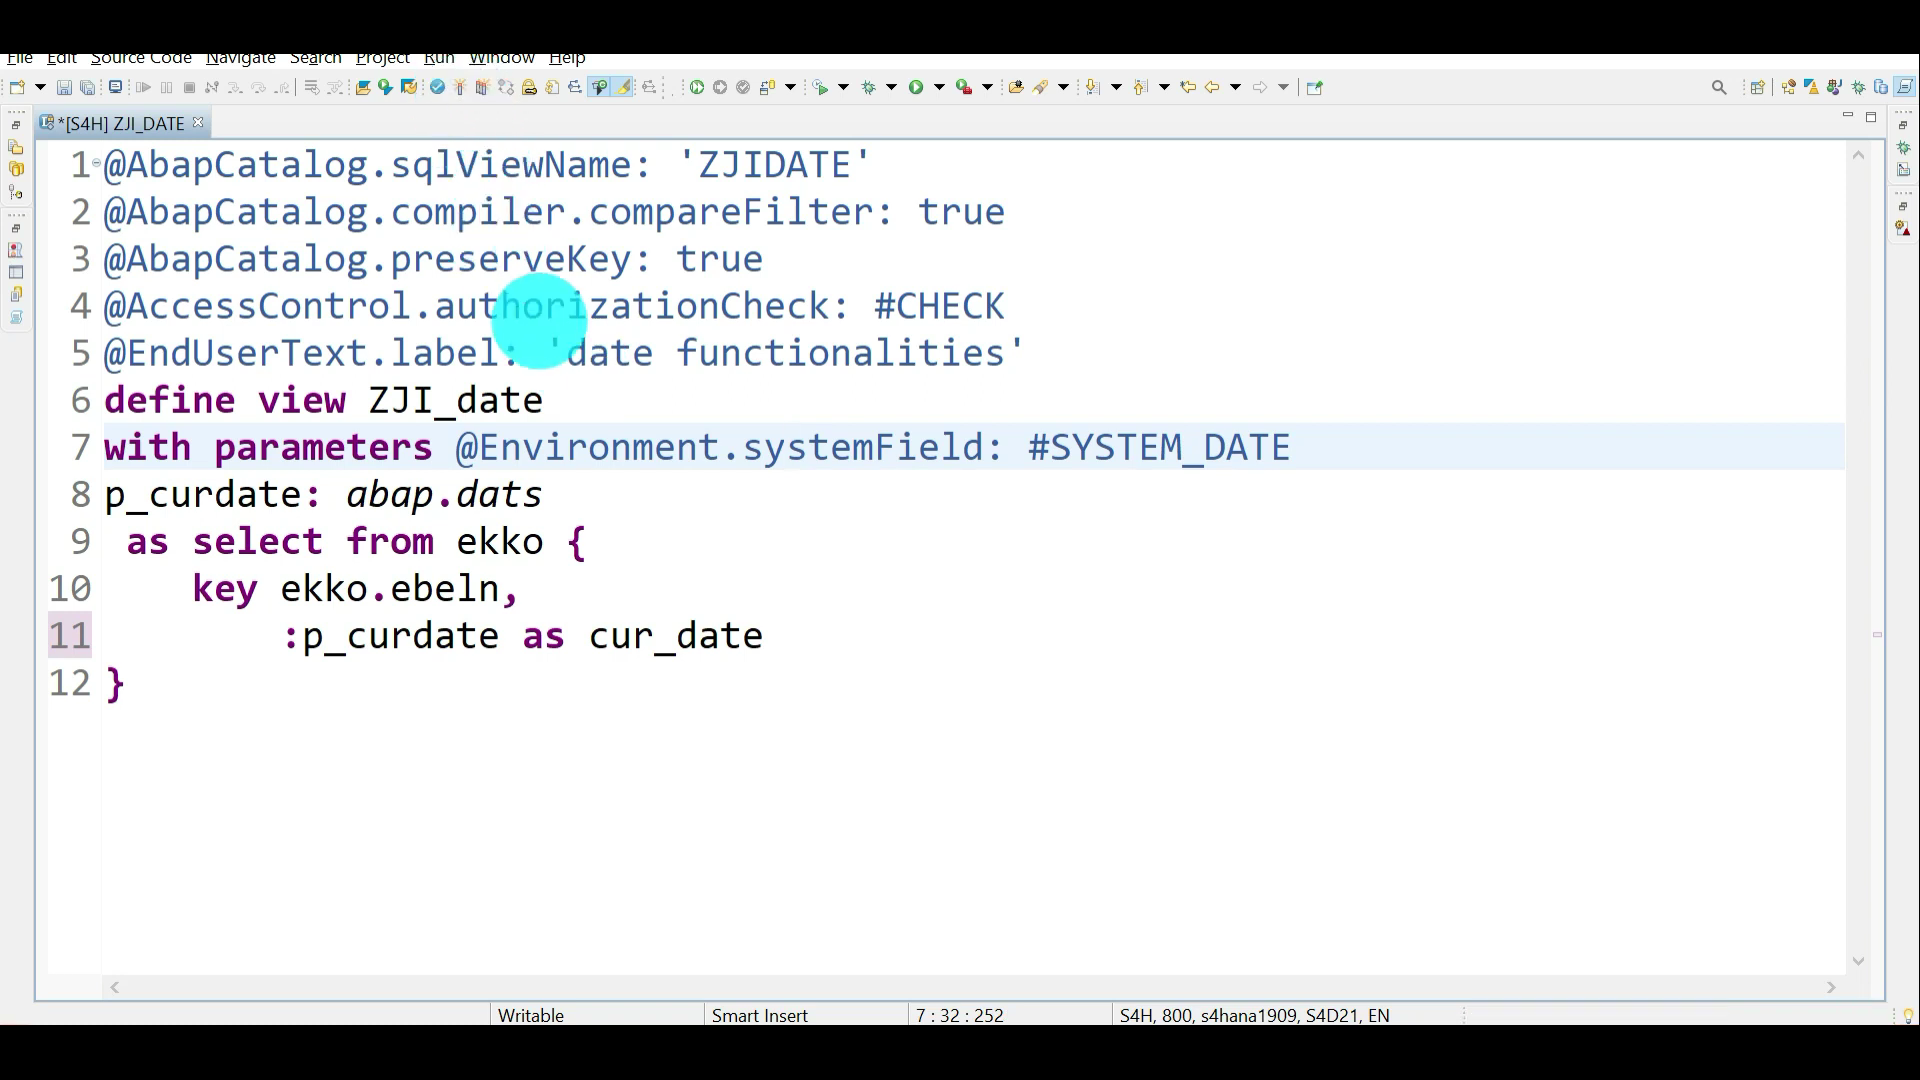 File Edit Source Code Navigate Search Project Run Window Help
*[S4H] ZJI_DATE
1 @AbapCatalog.sqlViewName: 'ZJIDATE'
2 @AbapCatalog.compiler.compareFilter: true
3 @AbapCatalog.preserveKey: true
4 @AccessControl.authorizationCheck: #CHECK
5 @EndUserText.label: 'date functionalities'
6 define view ZJI_date
7 with parameters @Environment.systemField: #SYSTEM_DATE
8 p_curdate: abap.dats
9 as select from ekko {
10 key ekko.ebeln,
11 :p_curdate as cur_date
12 }
Writable Smart Insert 7 : 32 : 252 S4H, 800, s4hana1909, S4D21, EN